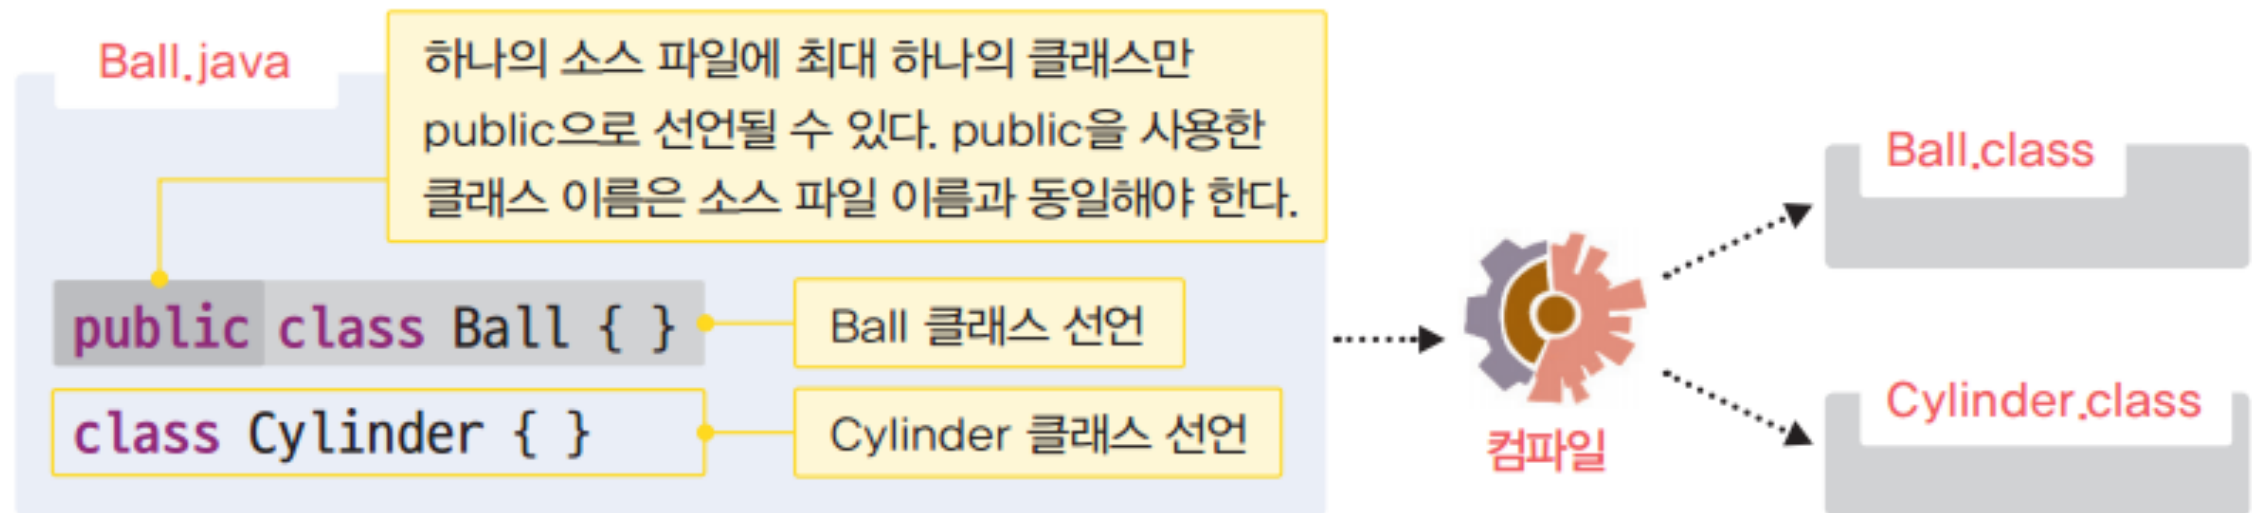 Ball.java
하나의 소스 파일에 최대 하나의 클래스만
public으로 선언될 수 있다. public을 사용한
클래스 이름은 소스 파일 이름과 동일해야 한다.
public class Ball { }
Ball 클래스 선언
class Cylinder { }
Cylinder 클래스 선언
컴파일
Ball.class
Cylinder.class